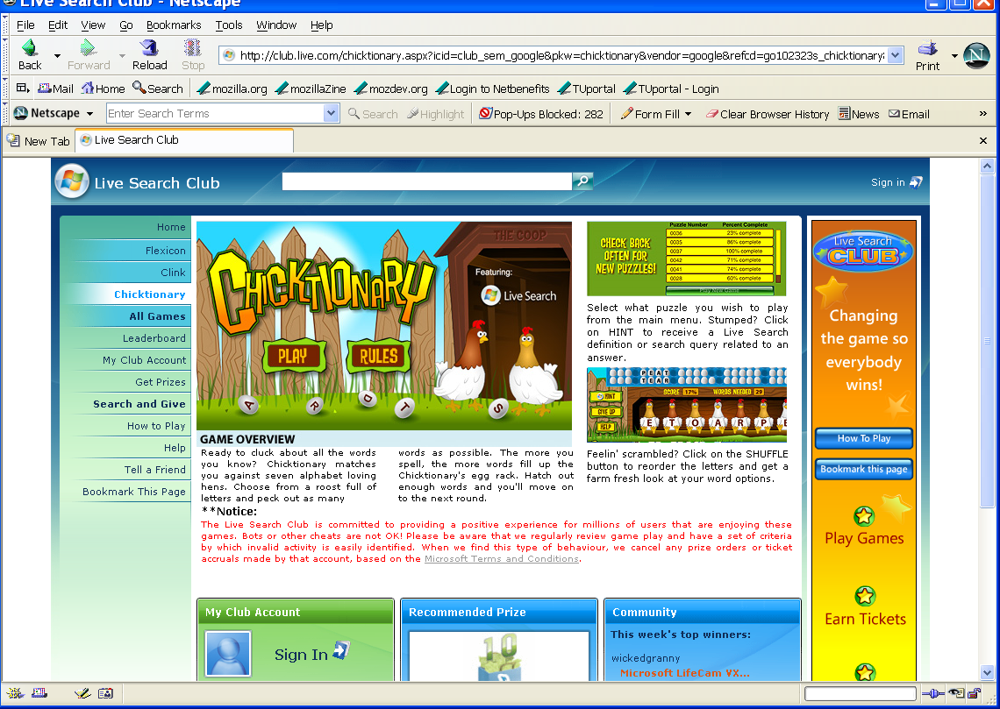 Live Search Club - Netscape
File Edit View Go Bookmarks Tools Window Help
Back Forward Reload Stop
http://club.live.com/chicktionary.aspx?icid=club_sem_google&pkw=chicktionary&vendor=google&refcd=go102323s_chicktionary
Print
Mail Home Search mozilla.org mozillaZine mozdev.org Login to Netbenefits TUportal TUportal - Login
Netscape Enter Search Terms Search Highlight Pop-Ups Blocked: 282 Form Fill Clear Browser History News Email
New Tab Live Search Club
Live Search Club
Sign in
Home
Flexicon
Clink
Chicktionary
All Games
Leaderboard
My Club Account
Get Prizes
Search and Give
How to Play
Help
Tell a Friend
Bookmark This Page
THE COOP
CHICKTIONARY
Featuring:
Live Search
PLAY RULES
A R D T S
GAME OVERVIEW
Ready to cluck about all the words
you know? Chicktionary matches
you against seven alphabet loving
hens. Choose from a roost full of
letters and peck out as many
words as possible. The more you
spell, the more words fill up the
Chicktionary's egg rack. Hatch out
enough words and you'll move on
to the next round.
CHECK BACK
OFTEN FOR
NEW PUZZLES!
Puzzle Number Percent Complete
0036 23% complete
0035 86% complete
0037 100% complete
0042 71% complete
0041 74% complete
0028 60% complete
Play New Game
Select what puzzle you wish to play
from the main menu. Stumped? Click
on HINT to receive a Live Search
definition or search query related to an
answer.
PEAT
TEAR
SCORE 17% WORDS NEEDED 29
HINT
GIVE UP
HELP
E T O A R P E
Feelin' scrambled? Click on the SHUFFLE
button to reorder the letters and get a
farm fresh look at your word options.
**Notice:
The Live Search Club is committed to providing a positive experience for millions of users that are enjoying these
games. Bots or other cheats are not OK! Please be aware that we regularly review game play and have a set of criteria
by which invalid activity is easily identified. When we find this type of behaviour, we cancel any prize orders or ticket
accruals made by that account, based on the Microsoft Terms and Conditions.
My Club Account
Sign In
Recommended Prize
10
Community
This week's top winners:
wickedgranny
Microsoft LifeCam VX...
Live Search
CLUB
Changing
the game so
everybody
wins!
How To Play
Bookmark this page
Play Games
Earn Tickets